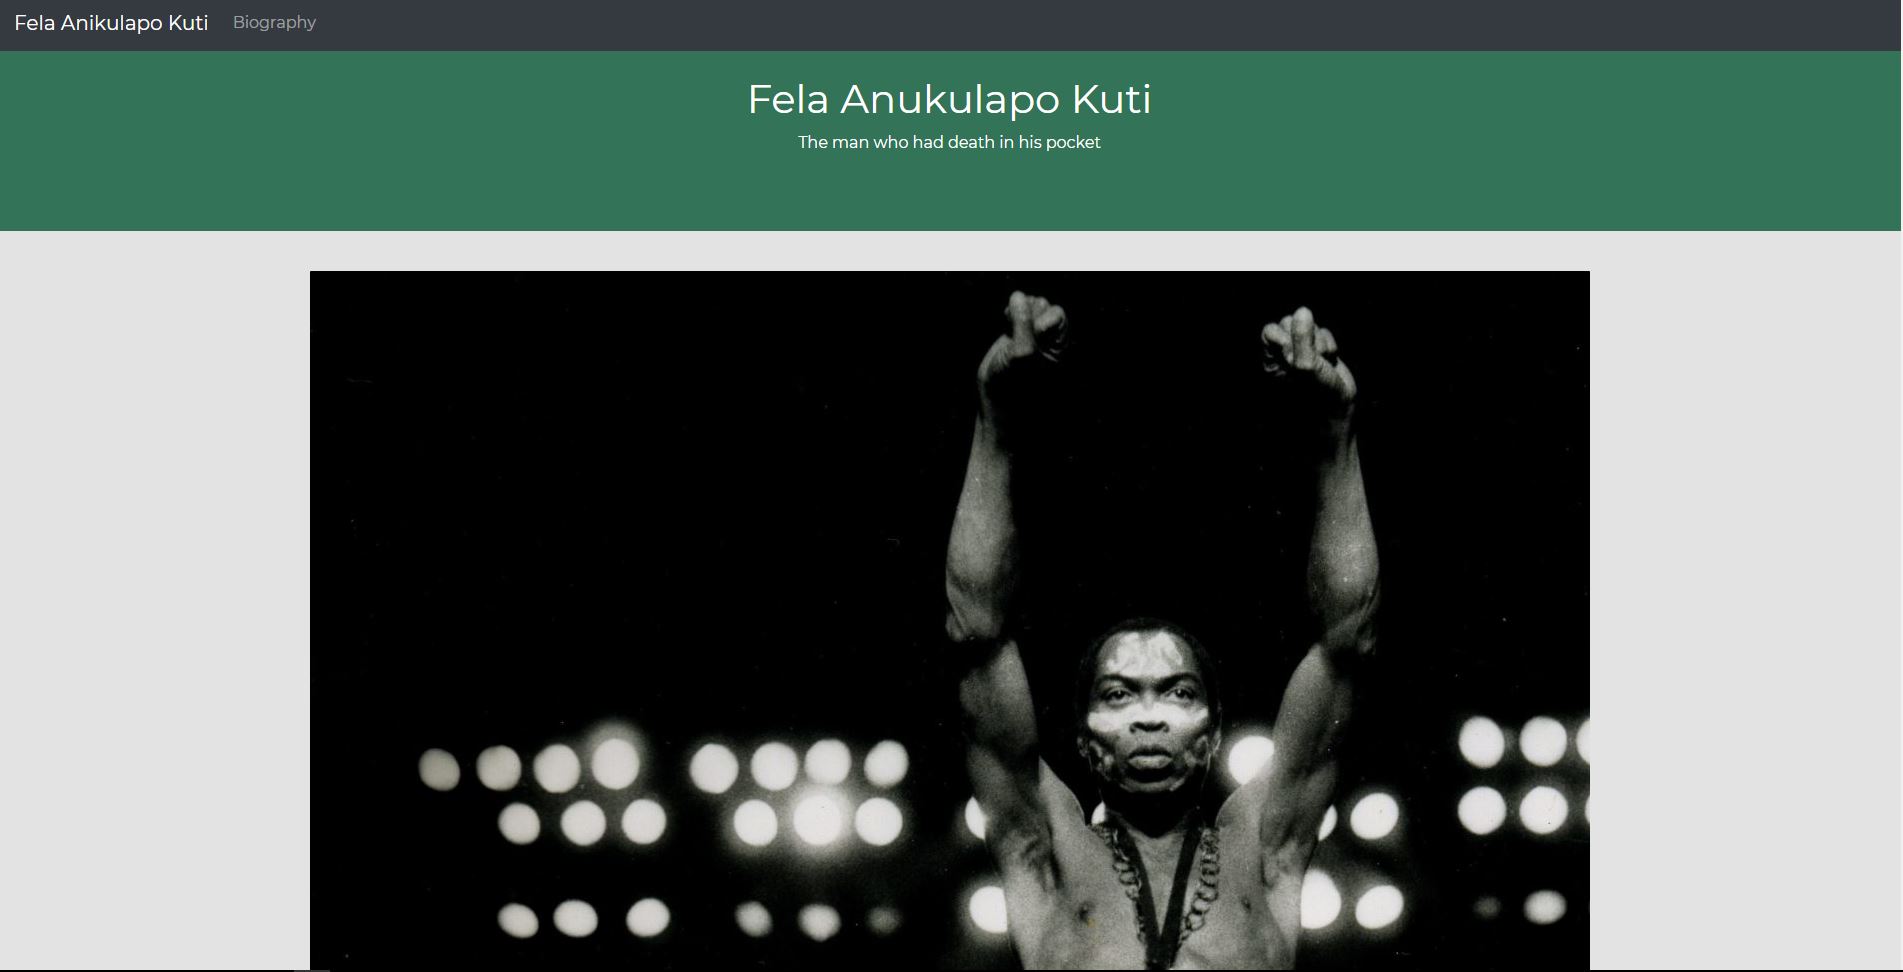 Fela Anikulapo Kuti Biography
Fela Anukulapo Kuti
The man who had death in his pocket